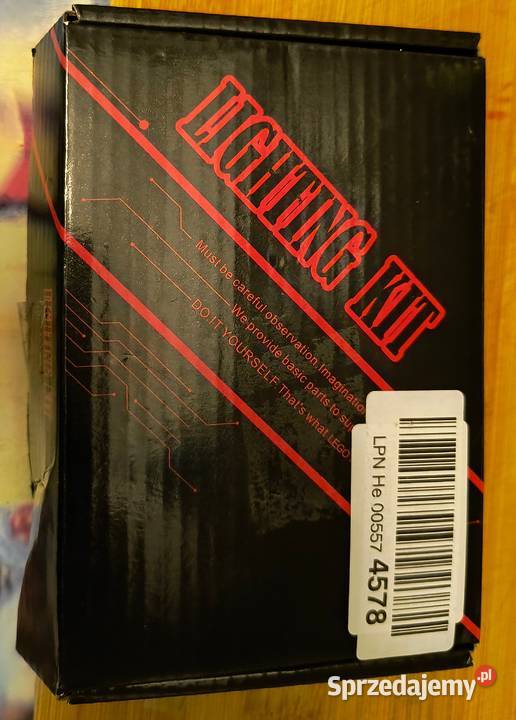 LIGHTING KIT
Must be careful observation, Imagination
We provide basic parts to su
DO IT YOURSELF That's what LEGO
LPN He 00557 4578
Sprzedajemy.pl